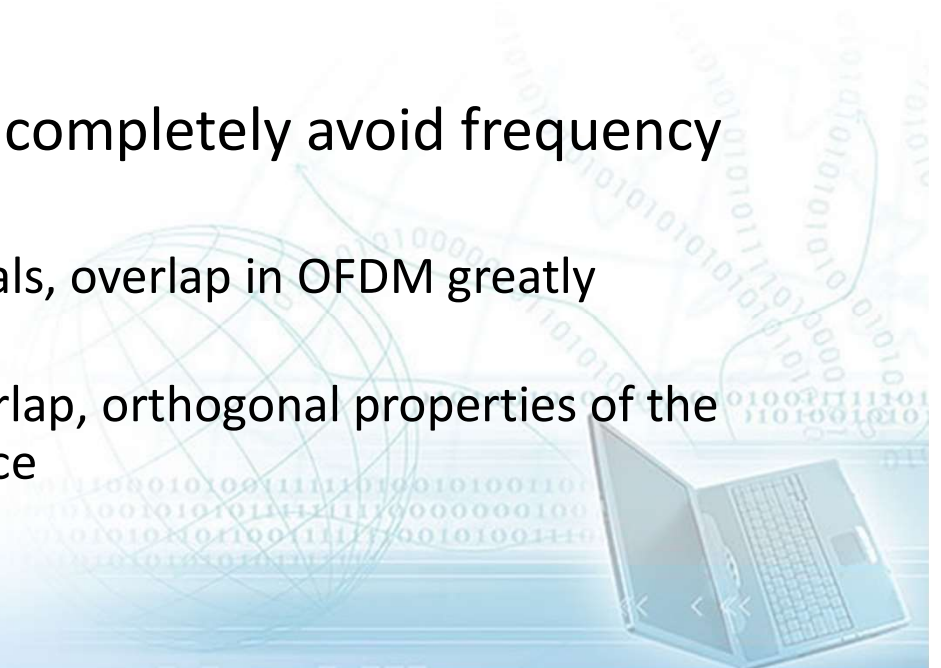 completely avoid frequency
als, overlap in OFDM greatly
rlap, orthogonal properties of the
ce